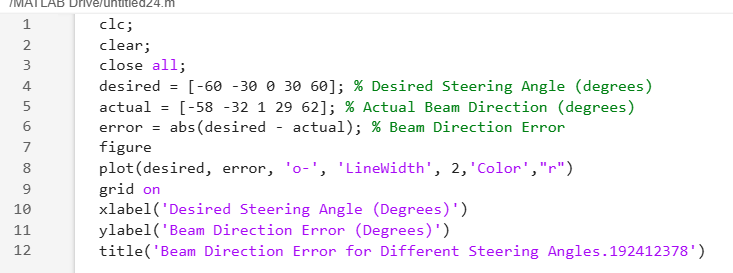 /MATLAB Drive/untitled24.m
1 clc;
2 clear;
3 close all;
4 desired = [-60 -30 0 30 60]; % Desired Steering Angle (degrees)
5 actual = [-58 -32 1 29 62]; % Actual Beam Direction (degrees)
6 error = abs(desired - actual); % Beam Direction Error
7 figure
8 plot(desired, error, 'o-', 'LineWidth', 2,'Color',"r")
9 grid on
10 xlabel('Desired Steering Angle (Degrees)')
11 ylabel('Beam Direction Error (Degrees)')
12 title('Beam Direction Error for Different Steering Angles.192412378')